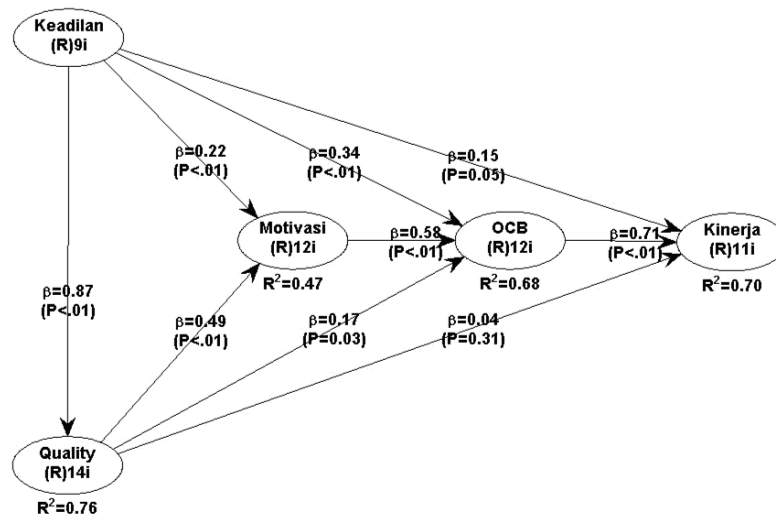 Keadilan
(R)9i
β=0.22
(P<.01)
β=0.34
(P<.01)
β=0.15
(P=0.05)
Motivasi
(R)12i
R²=0.47
β=0.58
(P<.01)
OCB
(R)12i
R²=0.68
β=0.71
(P<.01)
Kinerja
(R)11i
R²=0.70
β=0.87
(P<.01)
β=0.49
(P<.01)
β=0.17
(P=0.03)
β=0.04
(P=0.31)
Quality
(R)14i
R²=0.76